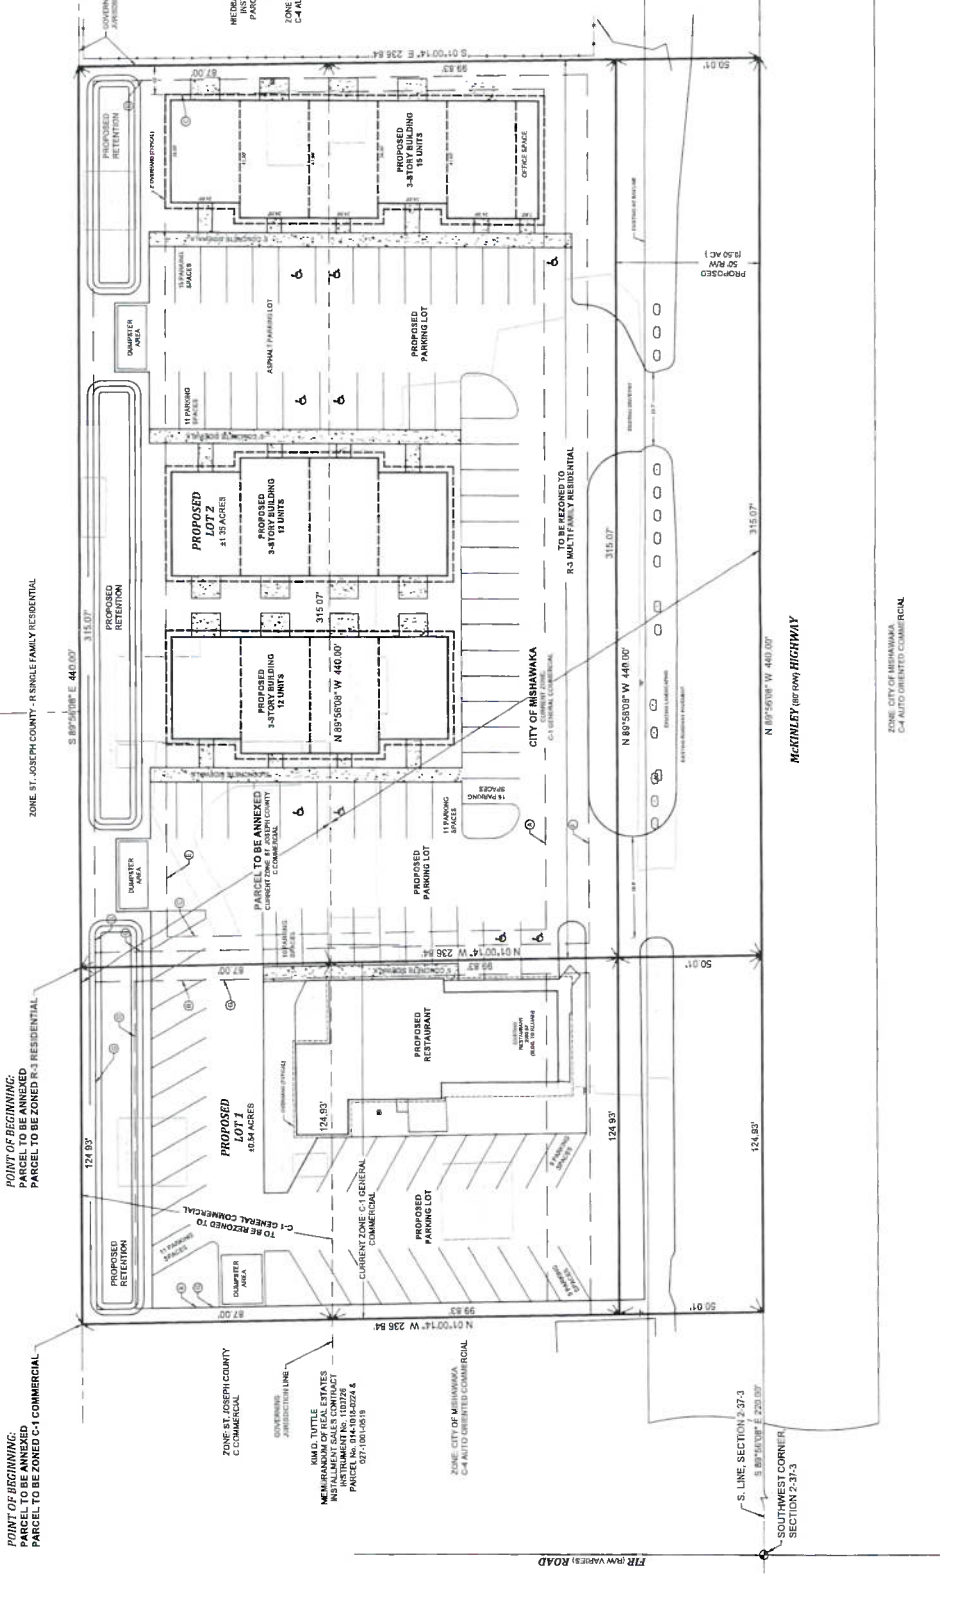 ZONE: ST. JOSEPH COUNTY - R SINGLE FAMILY RESIDENTIAL
S 89°56'08" E 440.00'
POINT OF BEGINNING:
PARCEL TO BE ANNEXED
PARCEL TO BE ZONED C-1 COMMERCIAL
POINT OF BEGINNING:
PARCEL TO BE ANNEXED
PARCEL TO BE ZONED R-3 RESIDENTIAL
124.93'
315.07'
PROPOSED
RETENTION
PROPOSED
RETENTION
PROPOSED
RETENTION
DUMPSTER
AREA
DUMPSTER
AREA
DUMPSTER
AREA
11 PARKING
SPACES
TO BE REZONED TO
C-1 GENERAL COMMERCIAL
PROPOSED
LOT 1
±0.54 ACRES
CURRENT ZONE: C-1 GENERAL
COMMERCIAL
PROPOSED
PARKING LOT
PROPOSED
RESTAURANT
124.93'
5' CONCRETE SIDEWALK
PARCEL TO BE ANNEXED
CURRENT ZONE: ST. JOSEPH COUNTY
C COMMERCIAL
PROPOSED
PARKING LOT
11 PARKING
SPACES
N 89°56'08" W 440.00'
315.07'
PROPOSED
3-STORY BUILDING
12 UNITS
PROPOSED
LOT 2
±1.35 ACRES
PROPOSED
3-STORY BUILDING
12 UNITS
11 PARKING
SPACES
ASPHALT PARKING LOT
PROPOSED
PARKING LOT
15 PARKING
SPACES
PROPOSED
3-STORY BUILDING
15 UNITS
OFFICE SPACE
CITY OF MISHAWAKA
CURRENT ZONE:
C-1 GENERAL COMMERCIAL
TO BE REZONED TO
R-3 MULTI FAMILY RESIDENTIAL
N 01°00'14" W 236.84'
87.00'
99.83'
50.01'
N 01°00'14" W 236.84'
87.00'
99.83'
50.01'
S 01°00'14" E 236.84'
87.00'
99.83'
50.01'
124.93'
N 89°56'08" W 440.00'
315.07'
PROPOSED
50' R/W
(0.50 AC.)
124.93'
N 89°56'08" W 440.00'
315.07'
McKINLEY (80' R/W) HIGHWAY
ZONE: CITY OF MISHAWAKA
C-4 AUTO ORIENTED COMMERCIAL
ZONE: ST. JOSEPH COUNTY
C COMMERCIAL
GOVERNING
JURISDICTION LINE
KIM D. TUTTLE
MEMORANDUM OF REAL ESTATES
INSTALLMENT SALES CONTRACT
INSTRUMENT No. 1103726
PARCEL No. 014-1018-0224 &
027-1001-0519
ZONE: CITY OF MISHAWAKA
C-4 AUTO ORIENTED COMMERCIAL
S. LINE, SECTION 2-37-3
S 89°56'08" E 220.00'
SOUTHWEST CORNER,
SECTION 2-37-3
FIR (R/W VARIES) ROAD